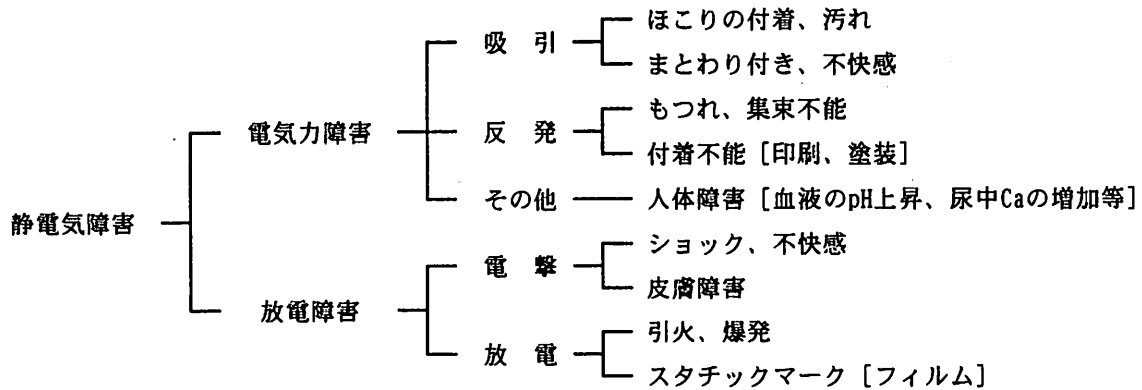 ほこりの付着、汚れ
吸 引
まとわり付き、不快感
もつれ、集束不能
電気力障害
反 発
付着不能［印刷、塗装］
その他
人体障害［血液のpH上昇、尿中Caの増加等］
静電気障害
ショック、不快感
電 撃
皮膚障害
放電障害
引火、爆発
放 電
スタチックマーク［フィルム］